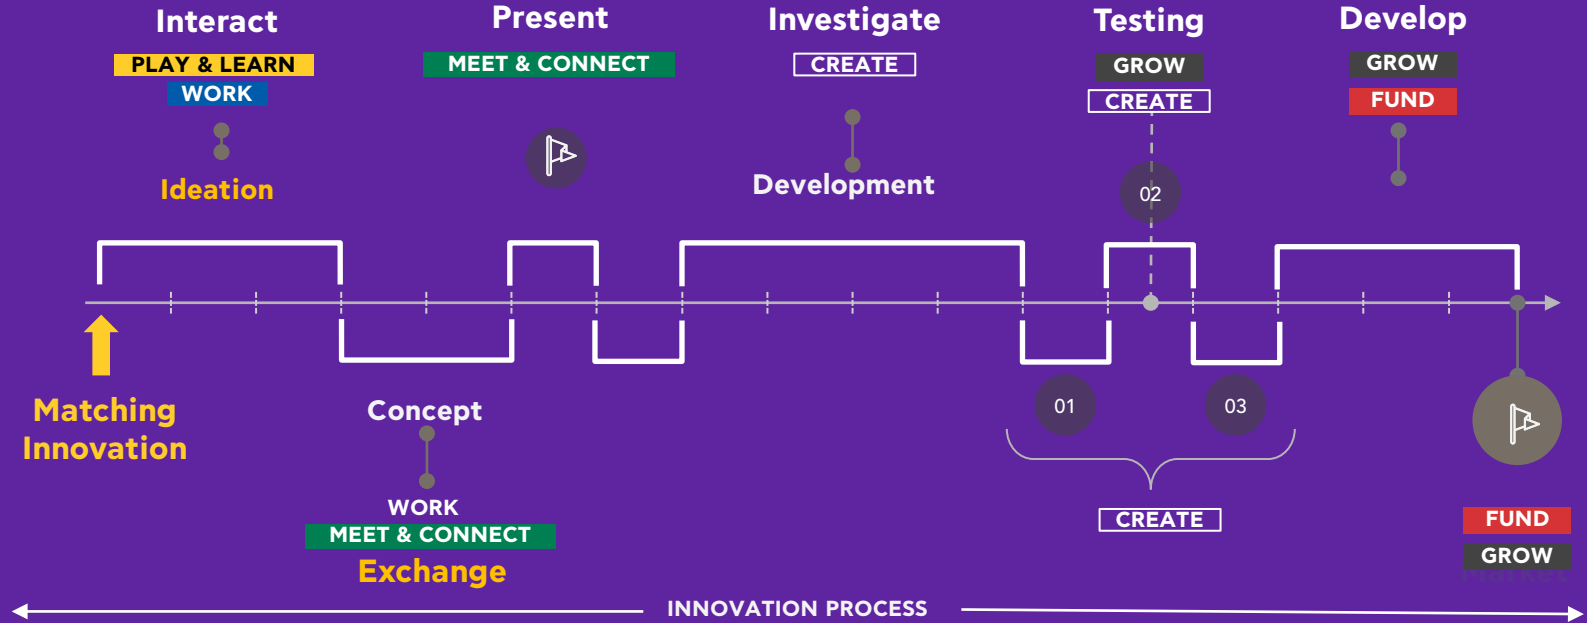 Interact
PLAY & LEARN
WORK
Ideation
Present
MEET & CONNECT
Investigate
CREATE
Development
Testing
GROW
CREATE
02
Develop
GROW
FUND
Matching
Innovation
Concept
WORK
MEET & CONNECT
Exchange
01
03
CREATE
FUND
GROW
Market
INNOVATION PROCESS